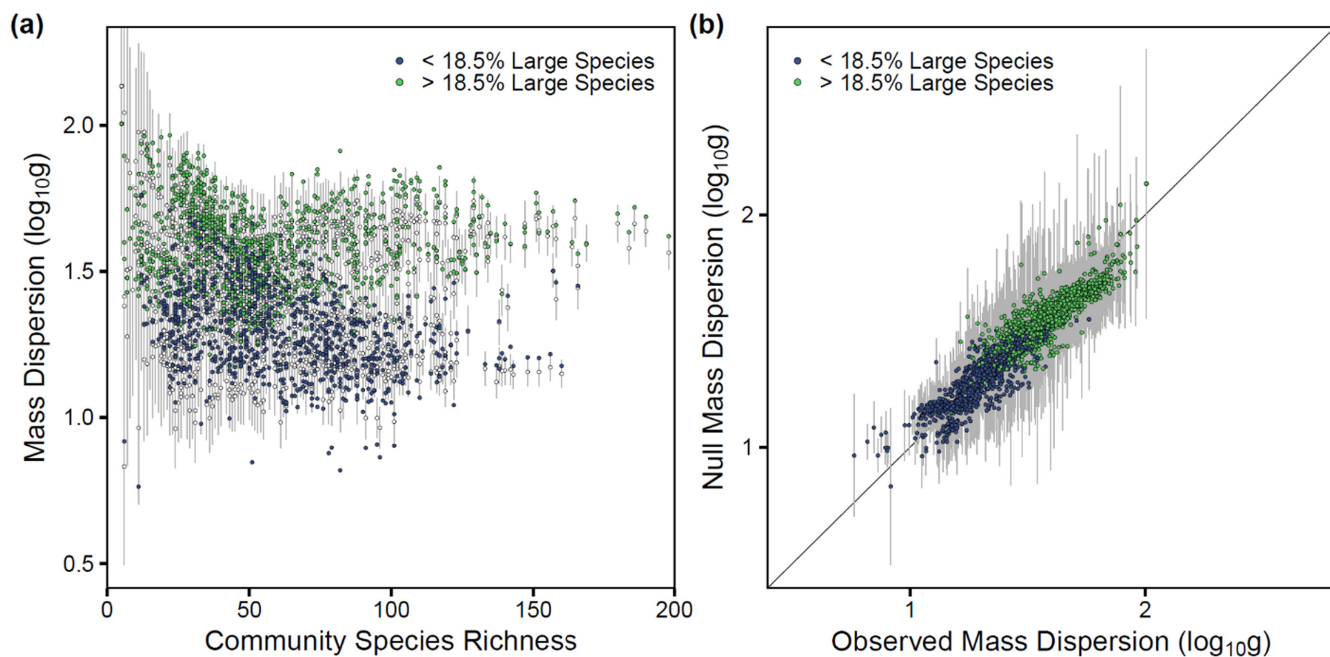 (a)
< 18.5% Large Species
> 18.5% Large Species
Mass Dispersion (log₁₀g)
2.0
1.5
1.0
0.5
0
50
100
150
200
Community Species Richness
(b)
< 18.5% Large Species
> 18.5% Large Species
Null Mass Dispersion (log₁₀g)
2
1
1
2
Observed Mass Dispersion (log₁₀g)